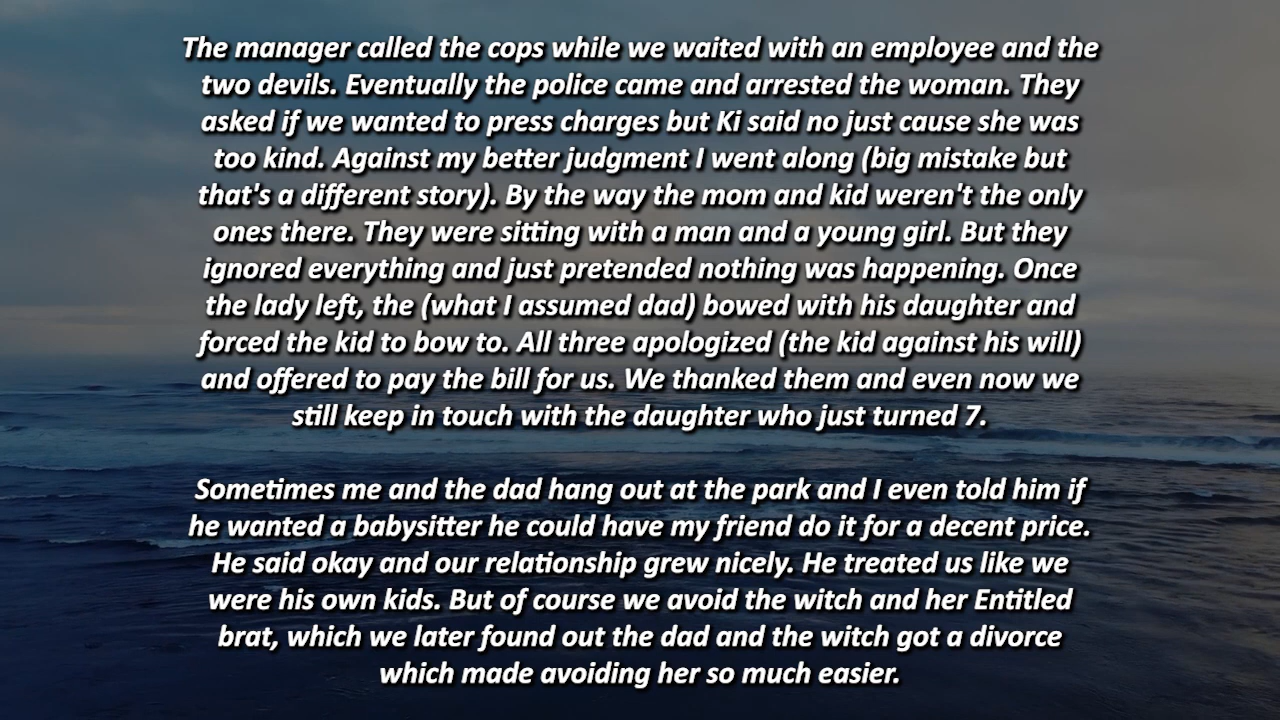 The manager called the cops while we waited with an employee and the
two devils. Eventually the police came and arrested the woman. They
asked if we wanted to press charges but Ki said no just cause she was
too kind. Against my better judgment I went along (big mistake but
that's a different story). By the way the mom and kid weren't the only
ones there. They were sitting with a man and a young girl. But they
ignored everything and just pretended nothing was happening. Once
the lady left, the (what I assumed dad) bowed with his daughter and
forced the kid to bow to. All three apologized (the kid against his will)
and offered to pay the bill for us. We thanked them and even now we
still keep in touch with the daughter who just turned 7.
Sometimes me and the dad hang out at the park and I even told him if
he wanted a babysitter he could have my friend do it for a decent price.
He said okay and our relationship grew nicely. He treated us like we
were his own kids. But of course we avoid the witch and her Entitled
brat, which we later found out the dad and the witch got a divorce
which made avoiding her so much easier.